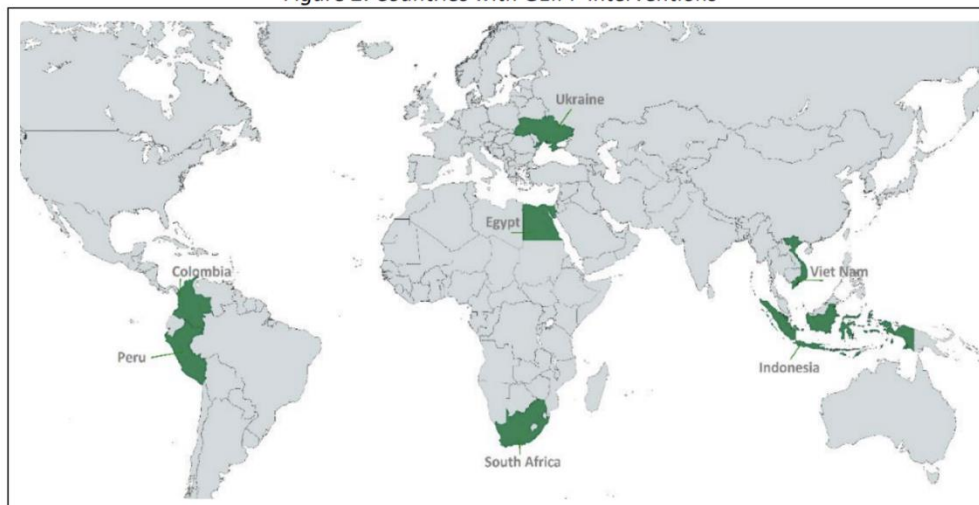 Ukraine
Egypt
Colombia
Viet Nam
Peru
Indonesia
South Africa